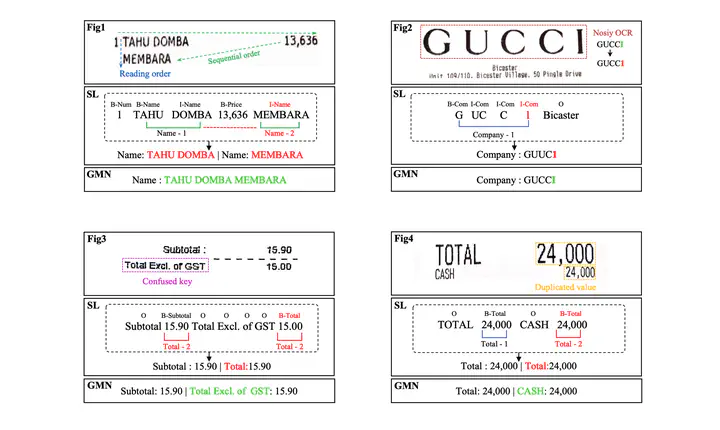 Fig1
1 TAHU DOMBA 13,636
MEMBARA
Sequential order
Reading order
SL
B-Num B-Name I-Name B-Price I-Name
1 TAHU DOMBA 13,636 MEMBARA
Name - 1 Name - 2
Name: TAHU DOMBA | Name: MEMBARA
GMN
Name : TAHU DOMBA MEMBARA
Fig2
GUCCI
Nosiy OCR
GUCCI
GUCC1
Bicester
Unit 109/110, Bicester Village, 50 Pingle Drive
SL
B-Com I-Com I-Com I-Com O
G UC C 1 Bicaster
Company - 1
Company : GUUC1
GMN
Company : GUCCI
Fig3
Subtotal : 15.90
Total Excl. of GST 15.00
Confused key
SL
O B-Subtotal O O O O B-Total
Subtotal 15.90 Total Excl. of GST 15.00
Total - 2 Total - 2
Subtotal : 15.90 | Total:15.90
GMN
Subtotal: 15.90 | Total Excl. of GST: 15.90
Fig4
TOTAL 24,000
CASH 24,000
Duplicated value
SL
O B-Total O B-Total
TOTAL 24,000 CASH 24,000
Total - 1 Total - 2
Total : 24,000 | Total:24,000
GMN
Total: 24,000 | CASH: 24,000